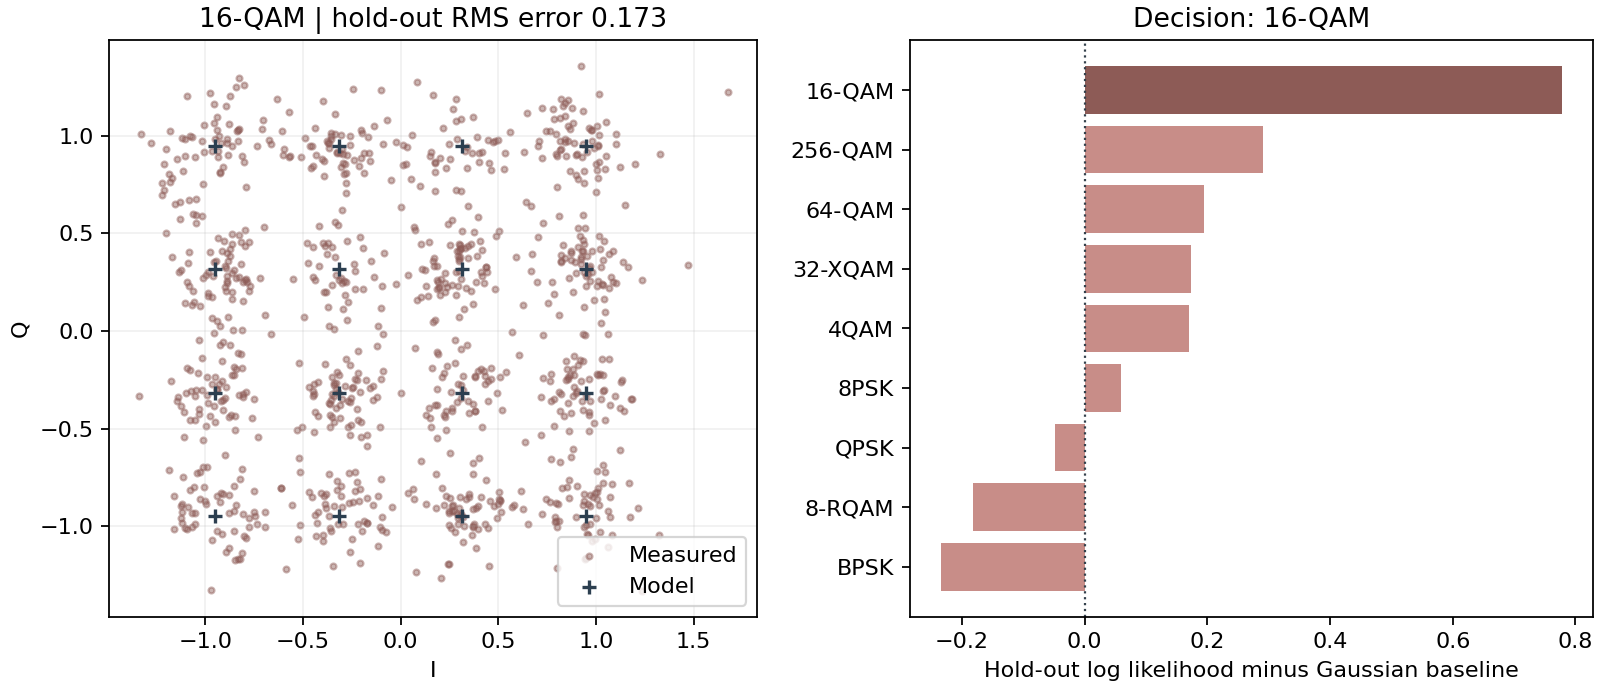 16-QAM | hold-out RMS error 0.173
1.0
0.5
0.0
−0.5
−1.0
Q
−1.0
−0.5
0.0
0.5
1.0
1.5
I
Measured
Model
Decision: 16-QAM
16-QAM
256-QAM
64-QAM
32-XQAM
4QAM
8PSK
QPSK
8-RQAM
BPSK
−0.2
0.0
0.2
0.4
0.6
0.8
Hold-out log likelihood minus Gaussian baseline